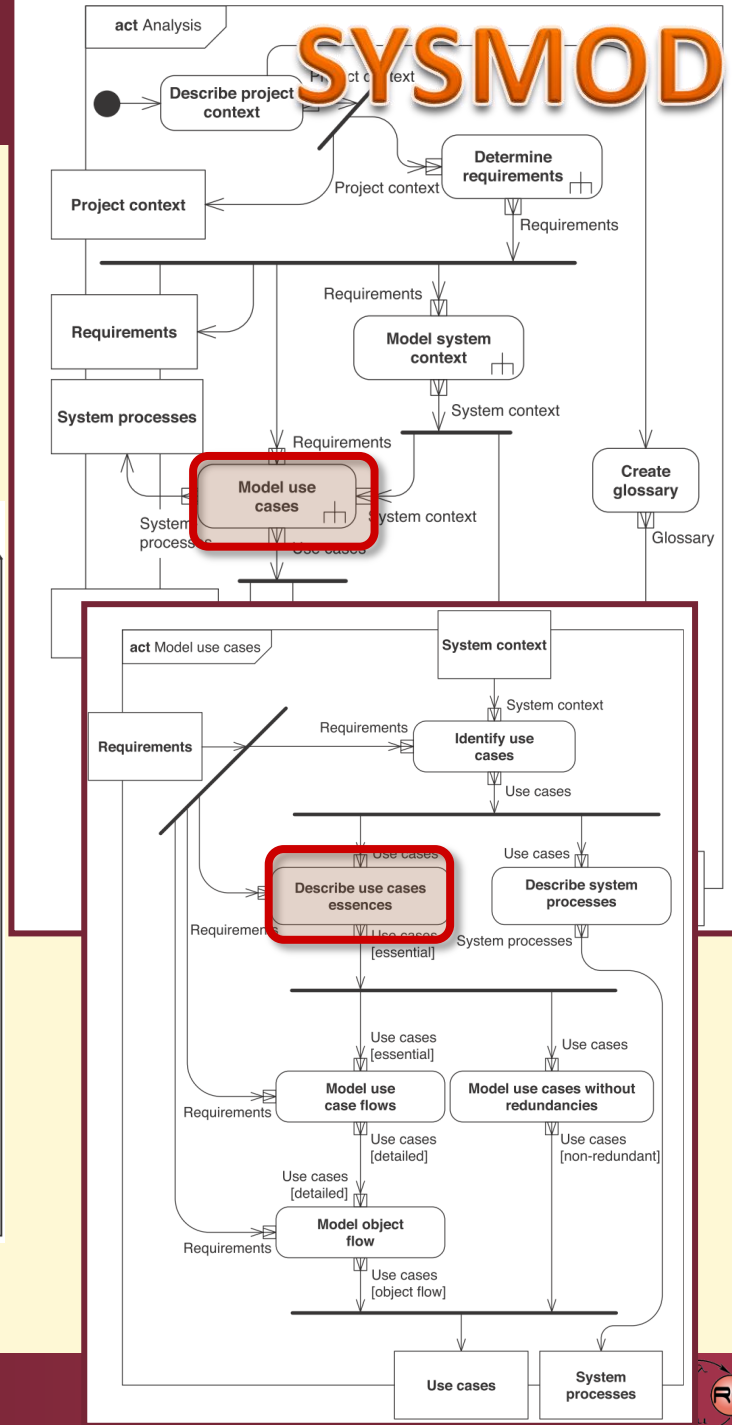 act Analysis
SYSMOD
Describe project
context
Project context
Determine
requirements
Project context
Project context
Requirements
Requirements
Requirements
Model system
context
System processes
System context
Requirements
Model use
cases
System context
System
processes
Use cases
Create
glossary
Glossary
act Model use cases
System context
System context
Requirements
Requirements
Identify use
cases
Use cases
Use cases
Use cases
Describe use cases
essences
Describe system
processes
Requirements
Use cases
[essential]
System processes
Use cases
[essential]
Use cases
Model use
case flows
Model use cases without
redundancies
Requirements
Use cases
[detailed]
Use cases
[non-redundant]
Use cases
[detailed]
Model object
flow
Requirements
Use cases
[object flow]
Use cases
System
processes
R